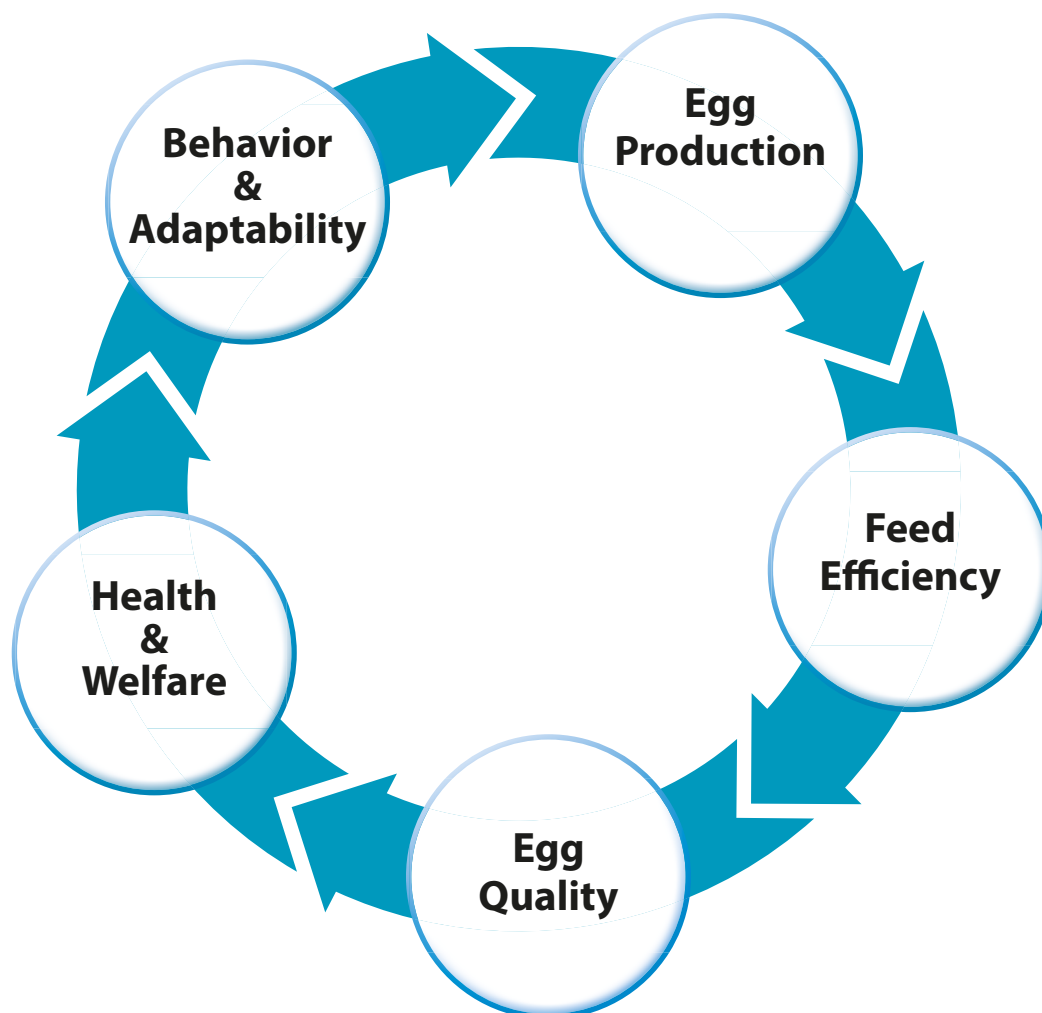 Behavior
&
Adaptability
Egg
Production
Feed
Efficiency
Egg
Quality
Health
&
Welfare